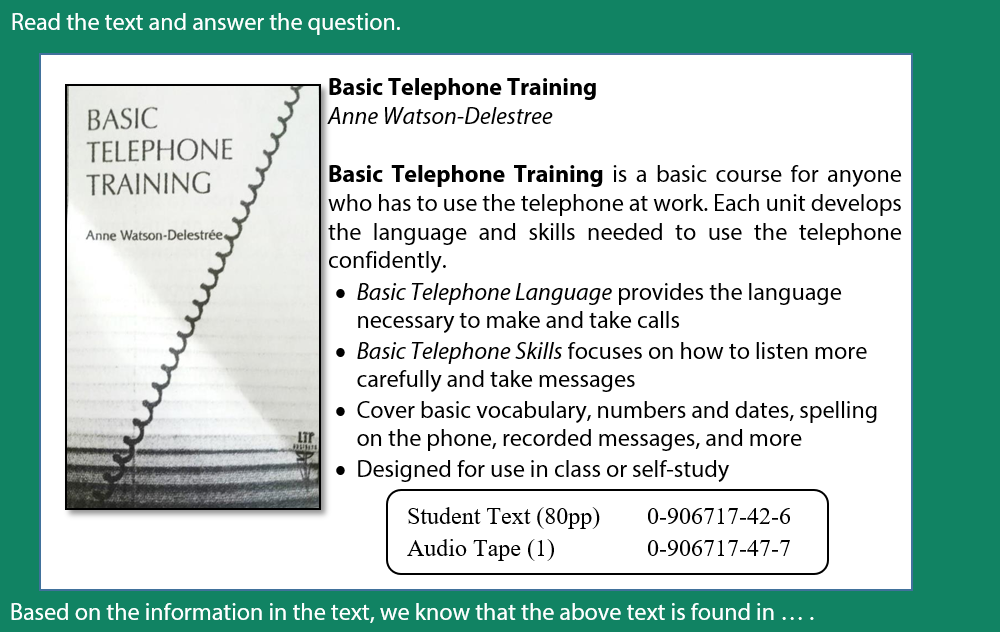 Read the text and answer the question.
BASIC
TELEPHONE
TRAINING
Anne Watson-Delestrée
LTP
BUSINESS
Basic Telephone Training
Anne Watson-Delestree
Basic Telephone Training is a basic course for anyone
who has to use the telephone at work. Each unit develops
the language and skills needed to use the telephone
confidently.
• Basic Telephone Language provides the language
necessary to make and take calls
• Basic Telephone Skills focuses on how to listen more
carefully and take messages
• Cover basic vocabulary, numbers and dates, spelling
on the phone, recorded messages, and more
• Designed for use in class or self-study
Student Text (80pp) 0-906717-42-6
Audio Tape (1) 0-906717-47-7
Based on the information in the text, we know that the above text is found in ... .